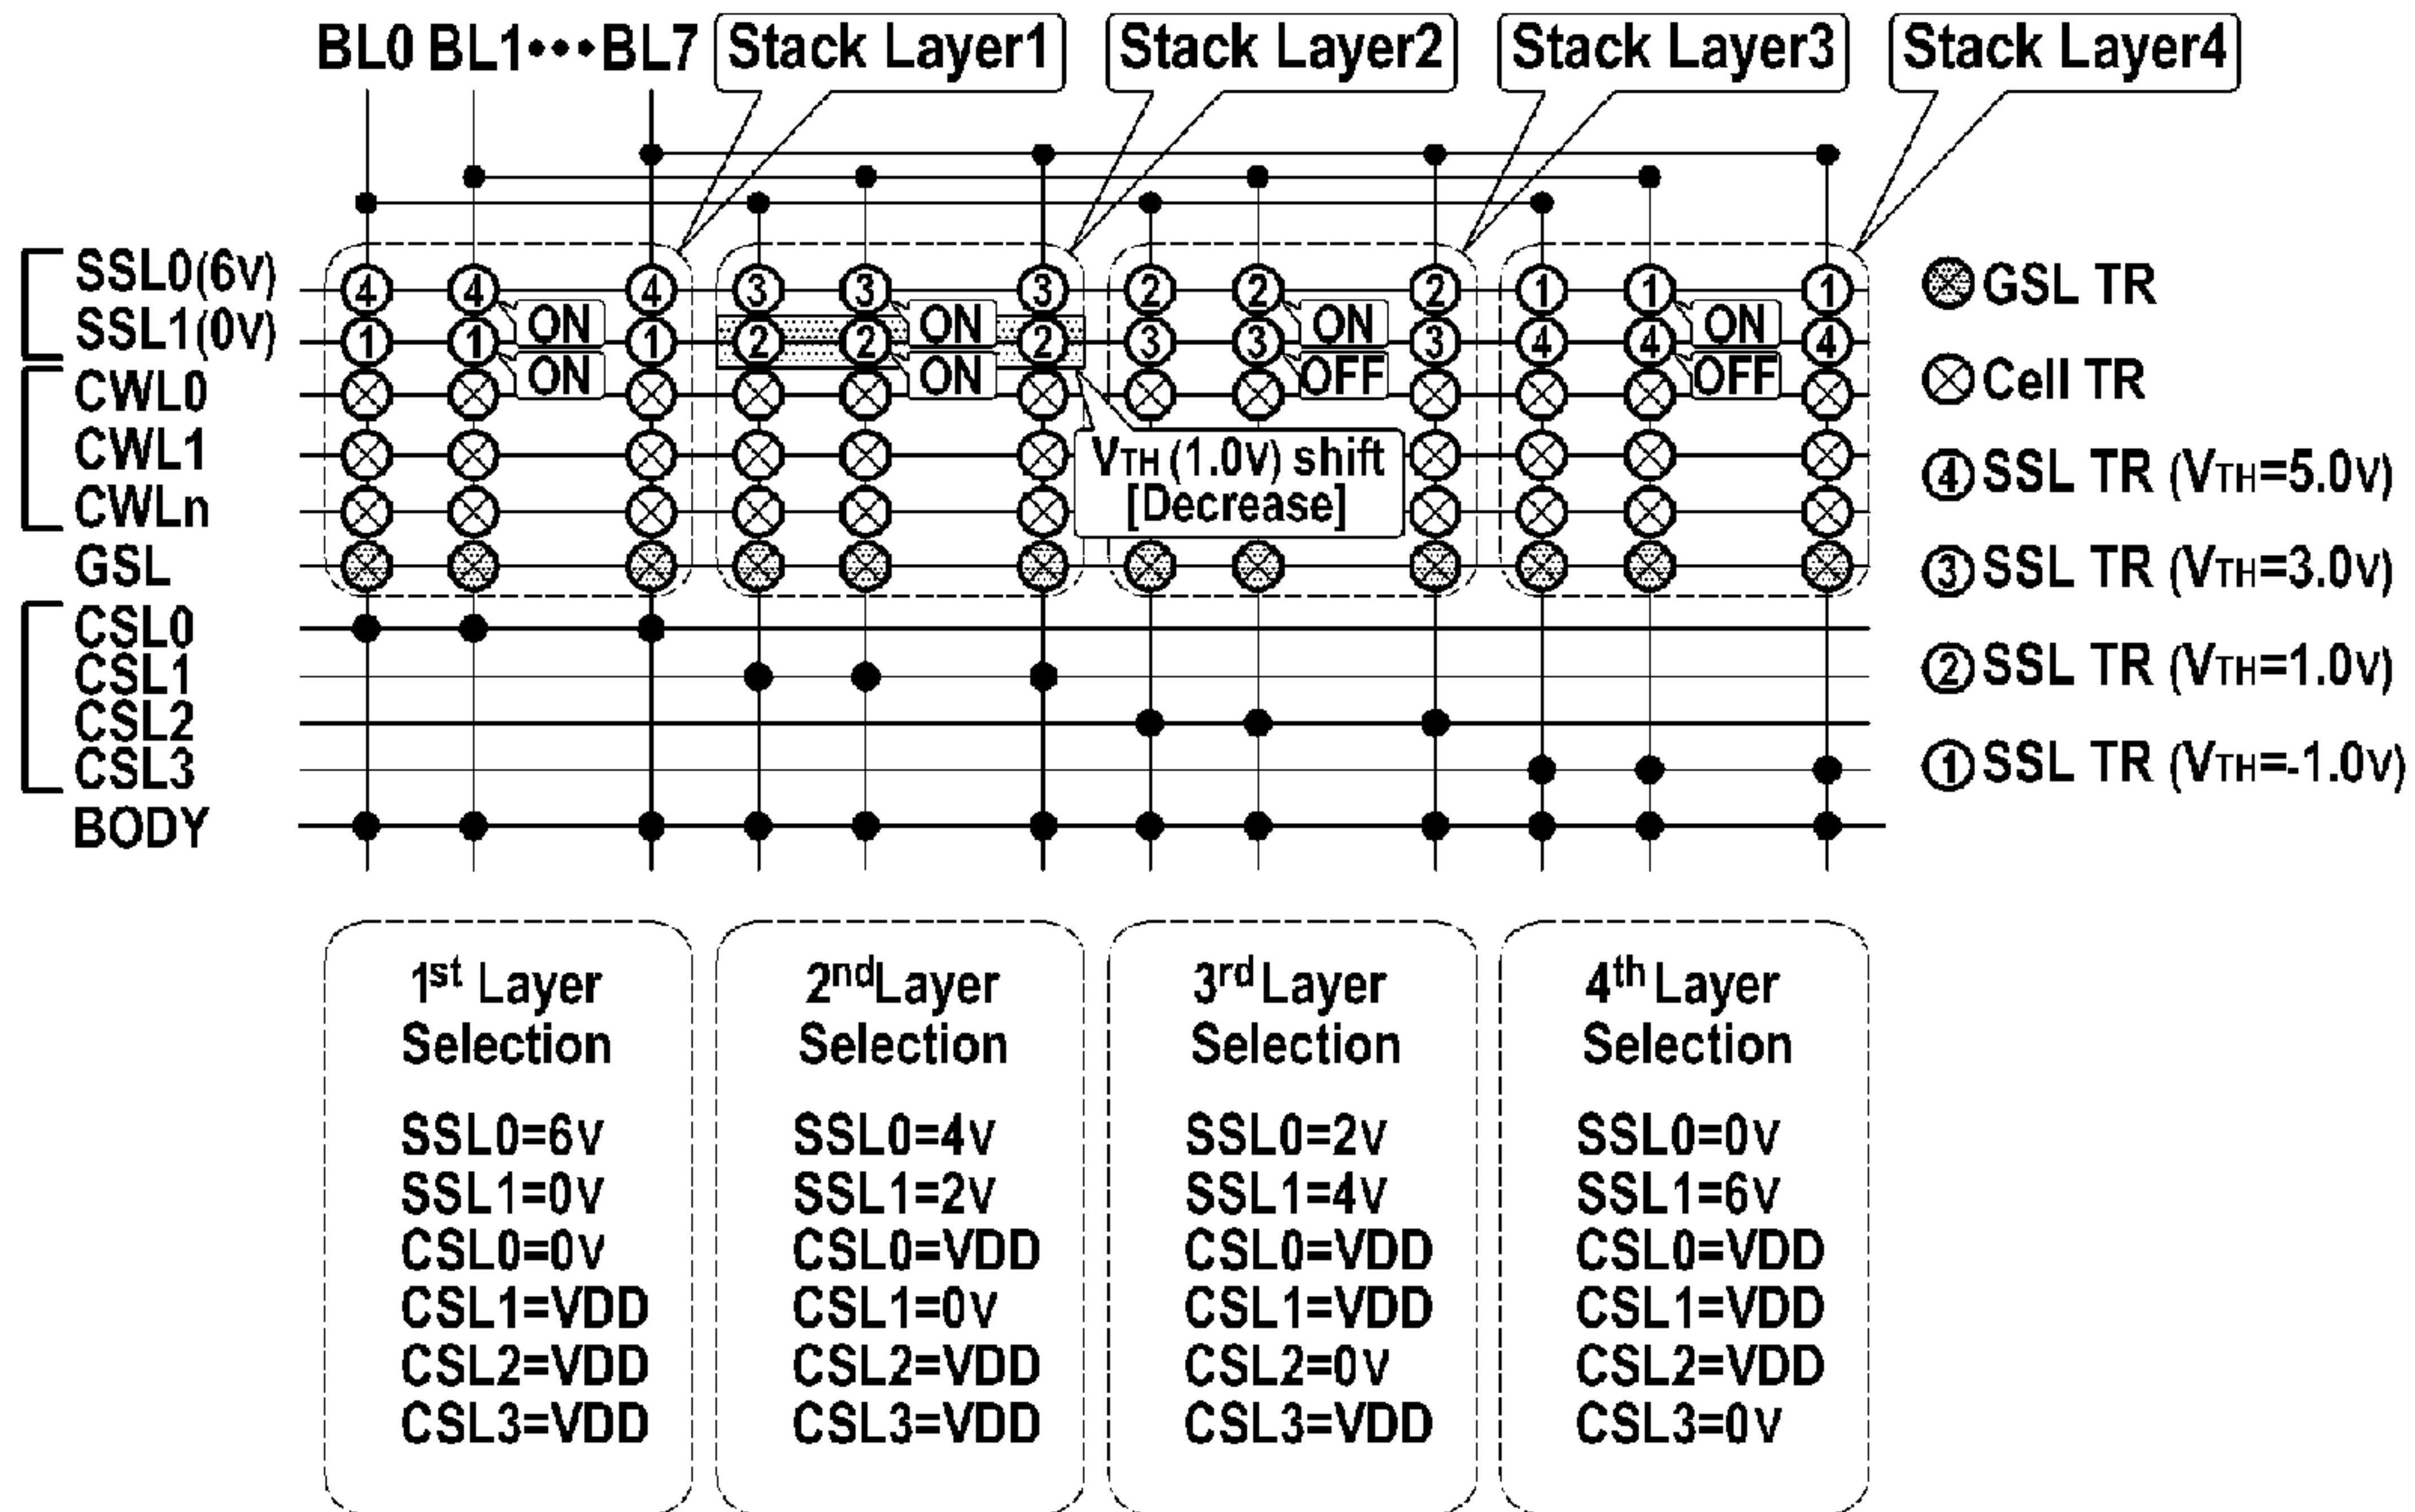 BL0 BL1•••BL7
Stack Layer1
Stack Layer2
Stack Layer3
Stack Layer4
SSL0(6V)
4 4 4 3 3 3 2 2 2 1 1 1
ON ON ON ON
SSL1(0V)
1 1 1 2 2 2 3 3 3 4 4 4
ON ON OFF OFF
CWL0
CWL1
CWLn
GSL
CSL0
CSL1
CSL2
CSL3
BODY
VTH (1.0V) shift
[Decrease]
GSL TR
Cell TR
④ SSL TR (VTH=5.0V)
③ SSL TR (VTH=3.0V)
② SSL TR (VTH=1.0V)
① SSL TR (VTH=-1.0V)
1st Layer
Selection
SSL0=6V
SSL1=0V
CSL0=0V
CSL1=VDD
CSL2=VDD
CSL3=VDD
2nd Layer
Selection
SSL0=4V
SSL1=2V
CSL0=VDD
CSL1=0V
CSL2=VDD
CSL3=VDD
3rd Layer
Selection
SSL0=2V
SSL1=4V
CSL0=VDD
CSL1=VDD
CSL2=0V
CSL3=VDD
4th Layer
Selection
SSL0=0V
SSL1=6V
CSL0=VDD
CSL1=VDD
CSL2=VDD
CSL3=0V